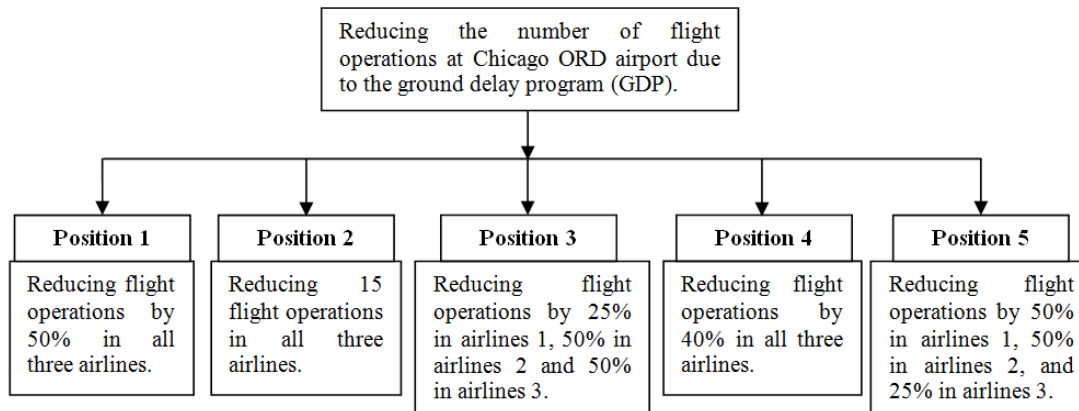 Reducing the number of flight
operations at Chicago ORD airport due
to the ground delay program (GDP).
Position 1
Reducing flight
operations by
50% in all
three airlines.
Position 2
Reducing 15
flight operations
in all three
airlines.
Position 3
Reducing flight
operations by 25%
in airlines 1, 50% in
airlines 2 and 50%
in airlines 3.
Position 4
Reducing flight
operations by
40% in all three
airlines.
Position 5
Reducing flight
operations by 50%
in airlines 1, 50%
in airlines 2, and
25% in airlines 3.